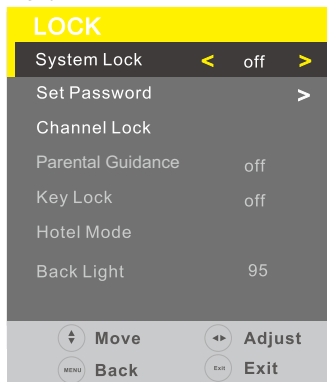 LOCK
System Lock < off >
Set Password >
Channel Lock
Parental Guidance off
Key Lock off
Hotel Mode
Back Light 95
Move Adjust
MENU Back Exit Exit